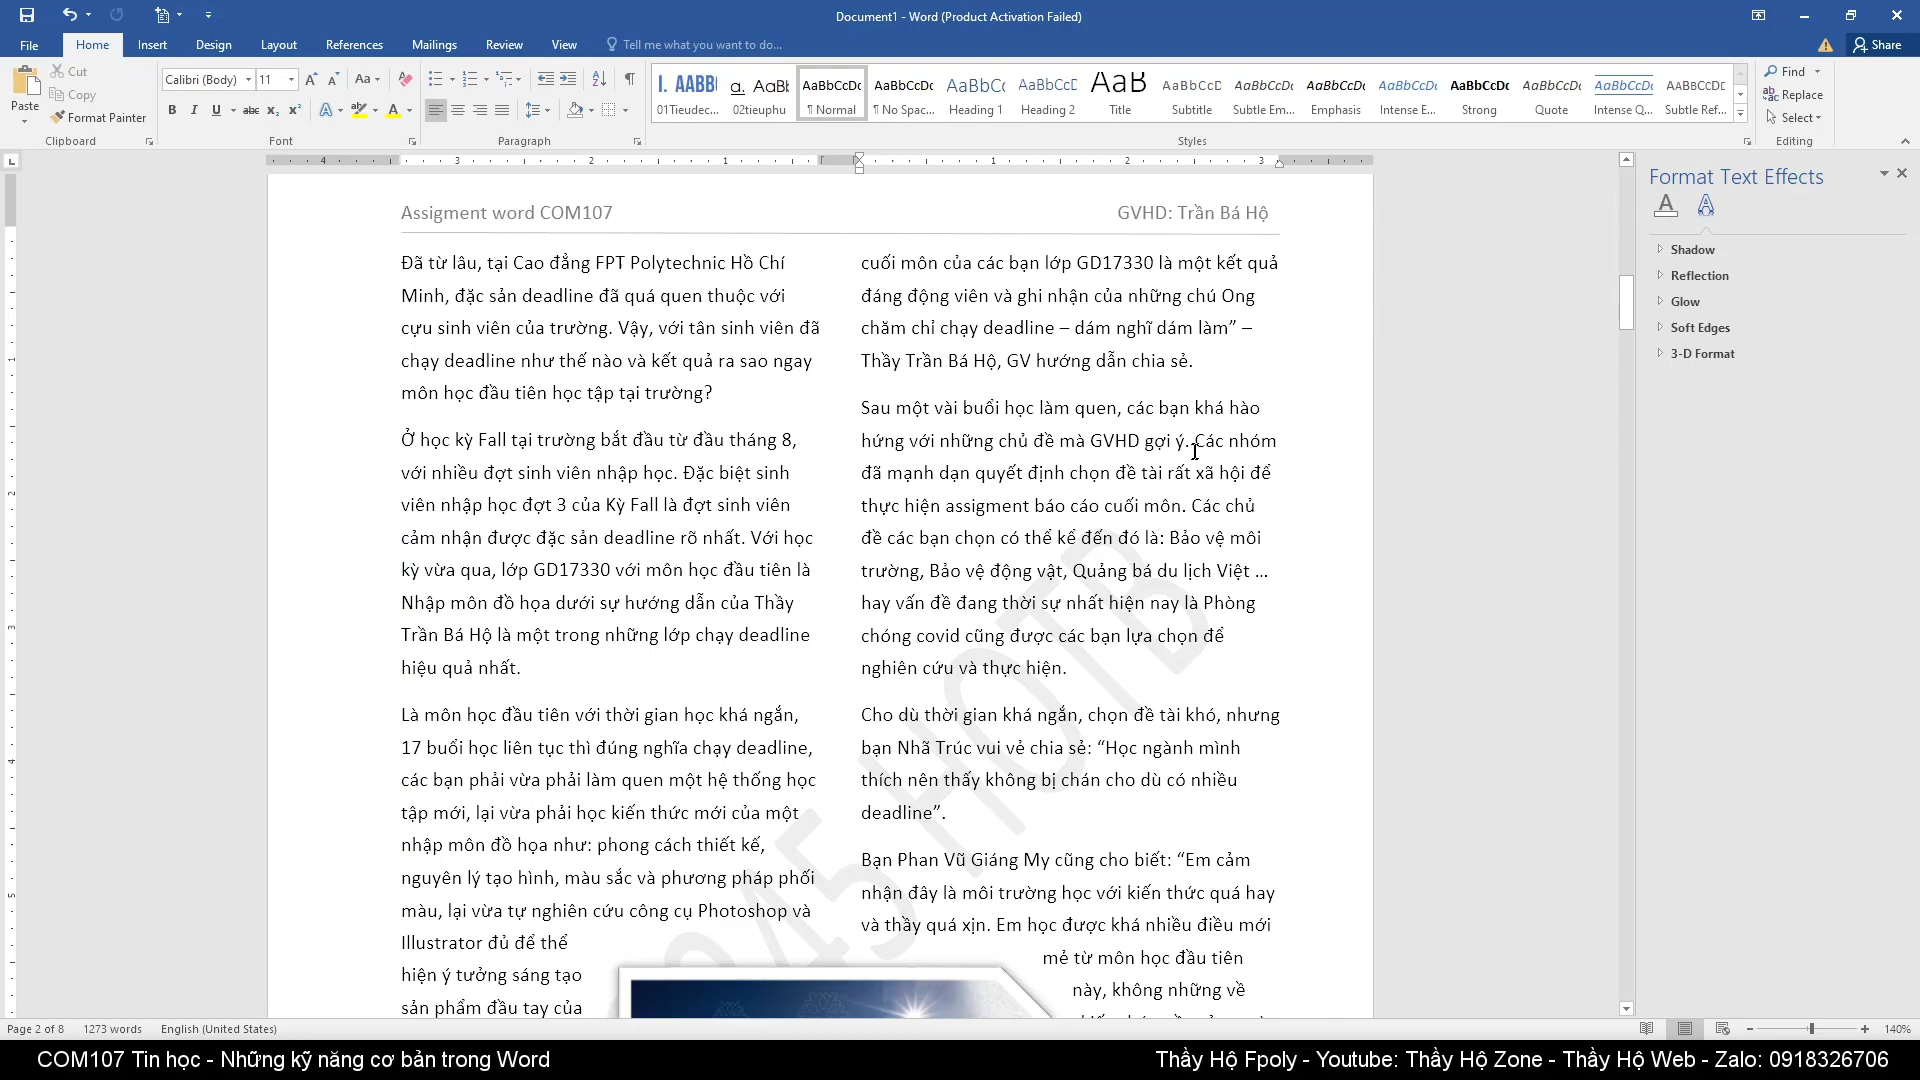 Document1 - Word (Product Activation Failed)
File Home Insert Design Layout References Mailings Review View Tell me what you want to do... Share
Paste
Cut
Copy
Format Painter
Clipboard
Calibri (Body) 11
Font
Paragraph
I. AABB( a. AaBb AaBbCcDc AaBbCcDc AaBbCc AaBbCcD AaB AaBbCcD AaBbCcDc AaBbCcDc AaBbCcDc AaBbCcDc AaBbCcDc AaBbCcDc AABBCCDE
01Tieudec... 02tieuphu ¶ Normal ¶ No Spac... Heading 1 Heading 2 Title Subtitle Subtle Em... Emphasis Intense E... Strong Quote Intense Q... Subtle Ref...
Styles
Find
Replace
Select
Editing
4 3 2 1 1 2 3
Assigment word COM107 GVHD: Trần Bá Hộ
Đã từ lâu, tại Cao đẳng FPT Polytechnic Hồ Chí
Minh, đặc sản deadline đã quá quen thuộc với
cựu sinh viên của trường. Vậy, với tân sinh viên đã
chạy deadline như thế nào và kết quả ra sao ngay
môn học đầu tiên học tập tại trường?
Ở học kỳ Fall tại trường bắt đầu từ đầu tháng 8,
với nhiều đợt sinh viên nhập học. Đặc biệt sinh
viên nhập học đợt 3 của Kỳ Fall là đợt sinh viên
cảm nhận được đặc sản deadline rõ nhất. Với học
kỳ vừa qua, lớp GD17330 với môn học đầu tiên là
Nhập môn đồ họa dưới sự hướng dẫn của Thầy
Trần Bá Hộ là một trong những lớp chạy deadline
hiệu quả nhất.
Là môn học đầu tiên với thời gian học khá ngắn,
17 buổi học liên tục thì đúng nghĩa chạy deadline,
các bạn phải vừa phải làm quen một hệ thống học
tập mới, lại vừa phải học kiến thức mới của một
nhập môn đồ họa như: phong cách thiết kế,
nguyên lý tạo hình, màu sắc và phương pháp phối
màu, lại vừa tự nghiên cứu công cụ Photoshop và
Illustrator đủ để thể
hiện ý tưởng sáng tạo
sản phẩm đầu tay của
cuối môn của các bạn lớp GD17330 là một kết quả
đáng động viên và ghi nhận của những chú Ong
chăm chỉ chạy deadline – dám nghĩ dám làm” –
Thầy Trần Bá Hộ, GV hướng dẫn chia sẻ.
Sau một vài buổi học làm quen, các bạn khá hào
hứng với những chủ đề mà GVHD gợi ý. Các nhóm
đã mạnh dạn quyết định chọn đề tài rất xã hội để
thực hiện assigment báo cáo cuối môn. Các chủ
đề các bạn chọn có thể kể đến đó là: Bảo vệ môi
trường, Bảo vệ động vật, Quảng bá du lịch Việt ...
hay vấn đề đang thời sự nhất hiện nay là Phòng
chóng covid cũng được các bạn lựa chọn để
nghiên cứu và thực hiện.
Cho dù thời gian khá ngắn, chọn đề tài khó, nhưng
bạn Nhã Trúc vui vẻ chia sẻ: “Học ngành mình
thích nên thấy không bị chán cho dù có nhiều
deadline”.
Bạn Phan Vũ Giáng My cũng cho biết: “Em cảm
nhận đây là môi trường học với kiến thức quá hay
và thầy quá xịn. Em học được khá nhiều điều mới
mẻ từ môn học đầu tiên
này, không những về
945 HOTB
Format Text Effects
Shadow
Reflection
Glow
Soft Edges
3-D Format
Page 2 of 8 1273 words English (United States) 140%
COM107 Tin học - Những kỹ năng cơ bản trong Word Thầy Hộ Fpoly - Youtube: Thầy Hộ Zone - Thầy Hộ Web - Zalo: 0918326706